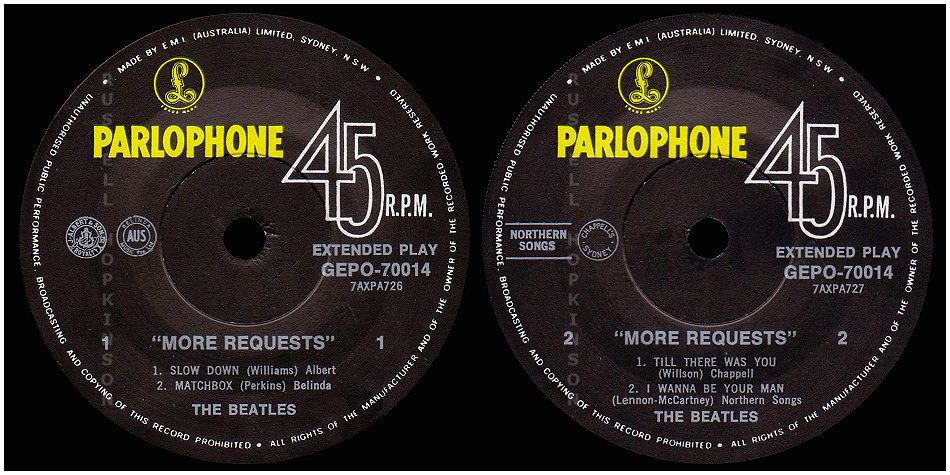 MADE BY E M I (AUSTRALIA) LIMITED, SYDNEY, N S W •
UNAUTHORISED PUBLIC PERFORMANCE, BROADCASTING AND COPYING OF THIS RECORD PROHIBITED • ALL RIGHTS OF THE MANUFACTURER AND OF THE OWNER OF THE RECORDED WORK RESERVED
£
TRADE MARK
PARLOPHONE
45
R.P.M.
ALBERT & SONS
AUS
EXTENDED PLAY
GEPO-70014
7AXPA726
1 "MORE REQUESTS" 1
1. SLOW DOWN (Williams) Albert
2. MATCHBOX (Perkins) Belinda
THE BEATLES
RUSSELL HOPKINSON
MADE BY E M I (AUSTRALIA) LIMITED, SYDNEY, N S W •
UNAUTHORISED PUBLIC PERFORMANCE, BROADCASTING AND COPYING OF THIS RECORD PROHIBITED • ALL RIGHTS OF THE MANUFACTURER AND OF THE OWNER OF THE RECORDED WORK RESERVED
£
TRADE MARK
PARLOPHONE
45
R.P.M.
NORTHERN
SONGS
CHAPPELL'S
SYDNEY
EXTENDED PLAY
GEPO-70014
7AXPA727
2 "MORE REQUESTS" 2
1. TILL THERE WAS YOU
(Willson) Chappell
2. I WANNA BE YOUR MAN
(Lennon-McCartney) Northern Songs
THE BEATLES
RUSSELL HOPKINSON